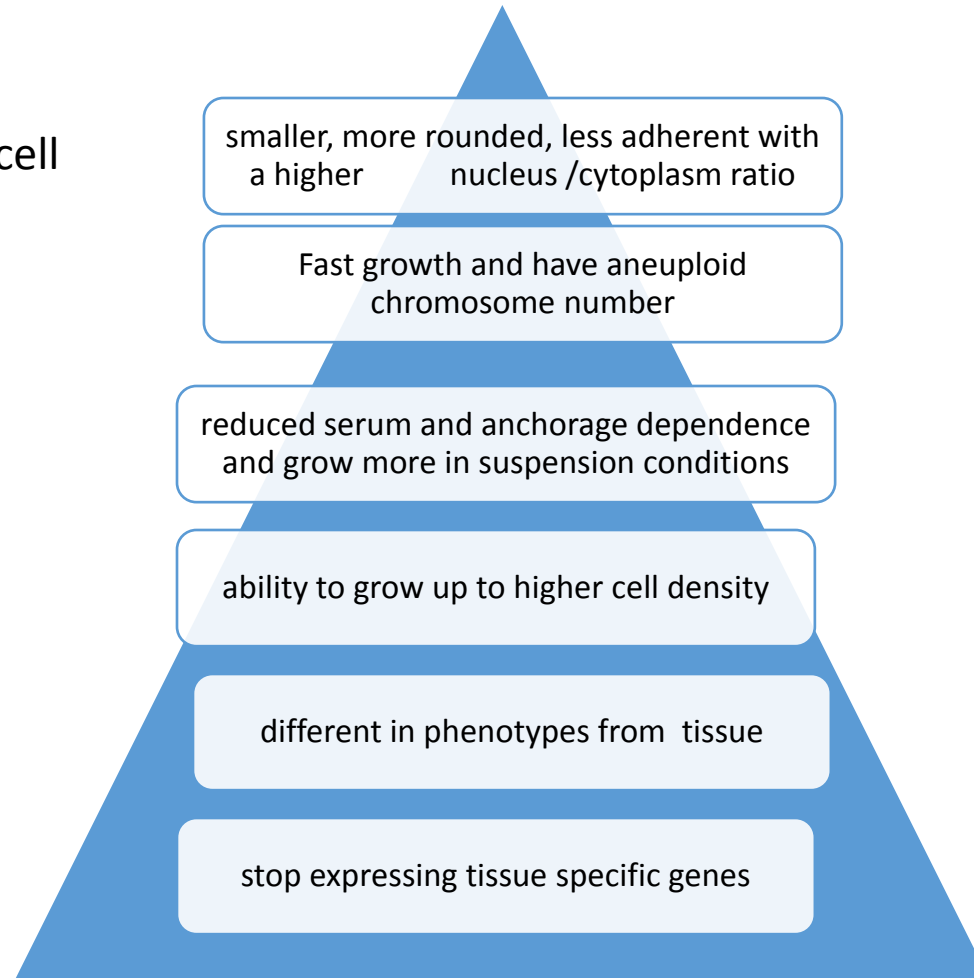 cell
smaller, more rounded, less adherent with
a higher nucleus /cytoplasm ratio
Fast growth and have aneuploid
chromosome number
reduced serum and anchorage dependence
and grow more in suspension conditions
ability to grow up to higher cell density
different in phenotypes from tissue
stop expressing tissue specific genes